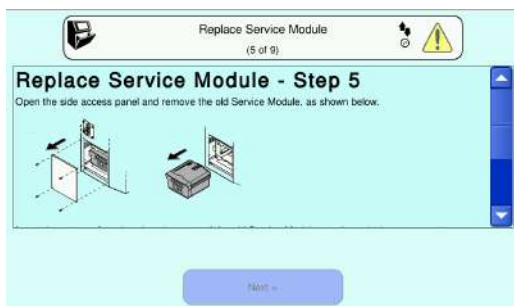 Replace Service Module
(5 of 9)
Replace Service Module - Step 5
Open the side access panel and remove the old Service Module, as shown below.
Next »